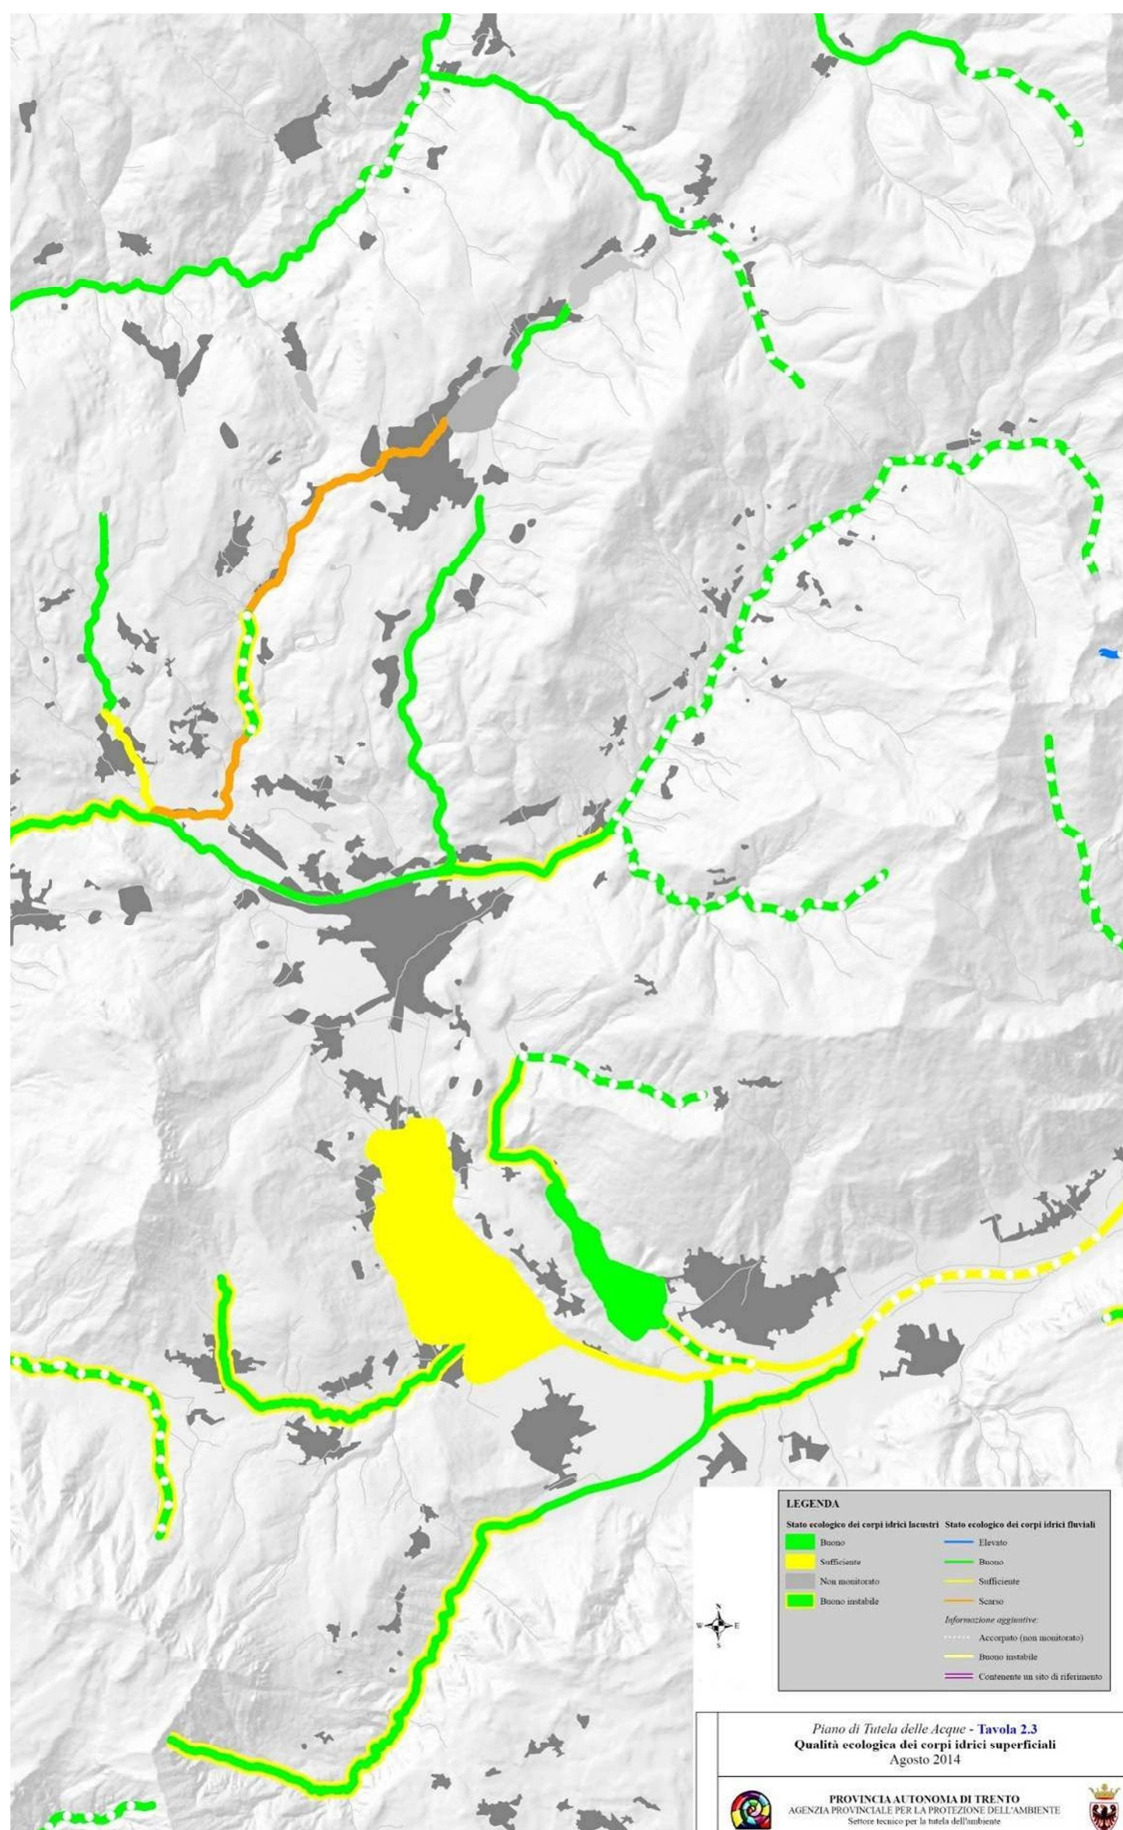 LEGENDA
Stato ecologico dei corpi idrici lacustri
Buono
Sufficiente
Non monitorato
Buono instabile
Stato ecologico dei corpi idrici fluviali
Elevato
Buono
Sufficiente
Scarso
Informazione aggiuntive:
Accorpato (non monitorato)
Buono instabile
Contenente un sito di riferimento
N
W E
S
Piano di Tutela delle Acque - Tavola 2.3
Qualità ecologica dei corpi idrici superficiali
Agosto 2014
PROVINCIA AUTONOMA DI TRENTO
AGENZIA PROVINCIALE PER LA PROTEZIONE DELL'AMBIENTE
Settore tecnico per la tutela dell'ambiente